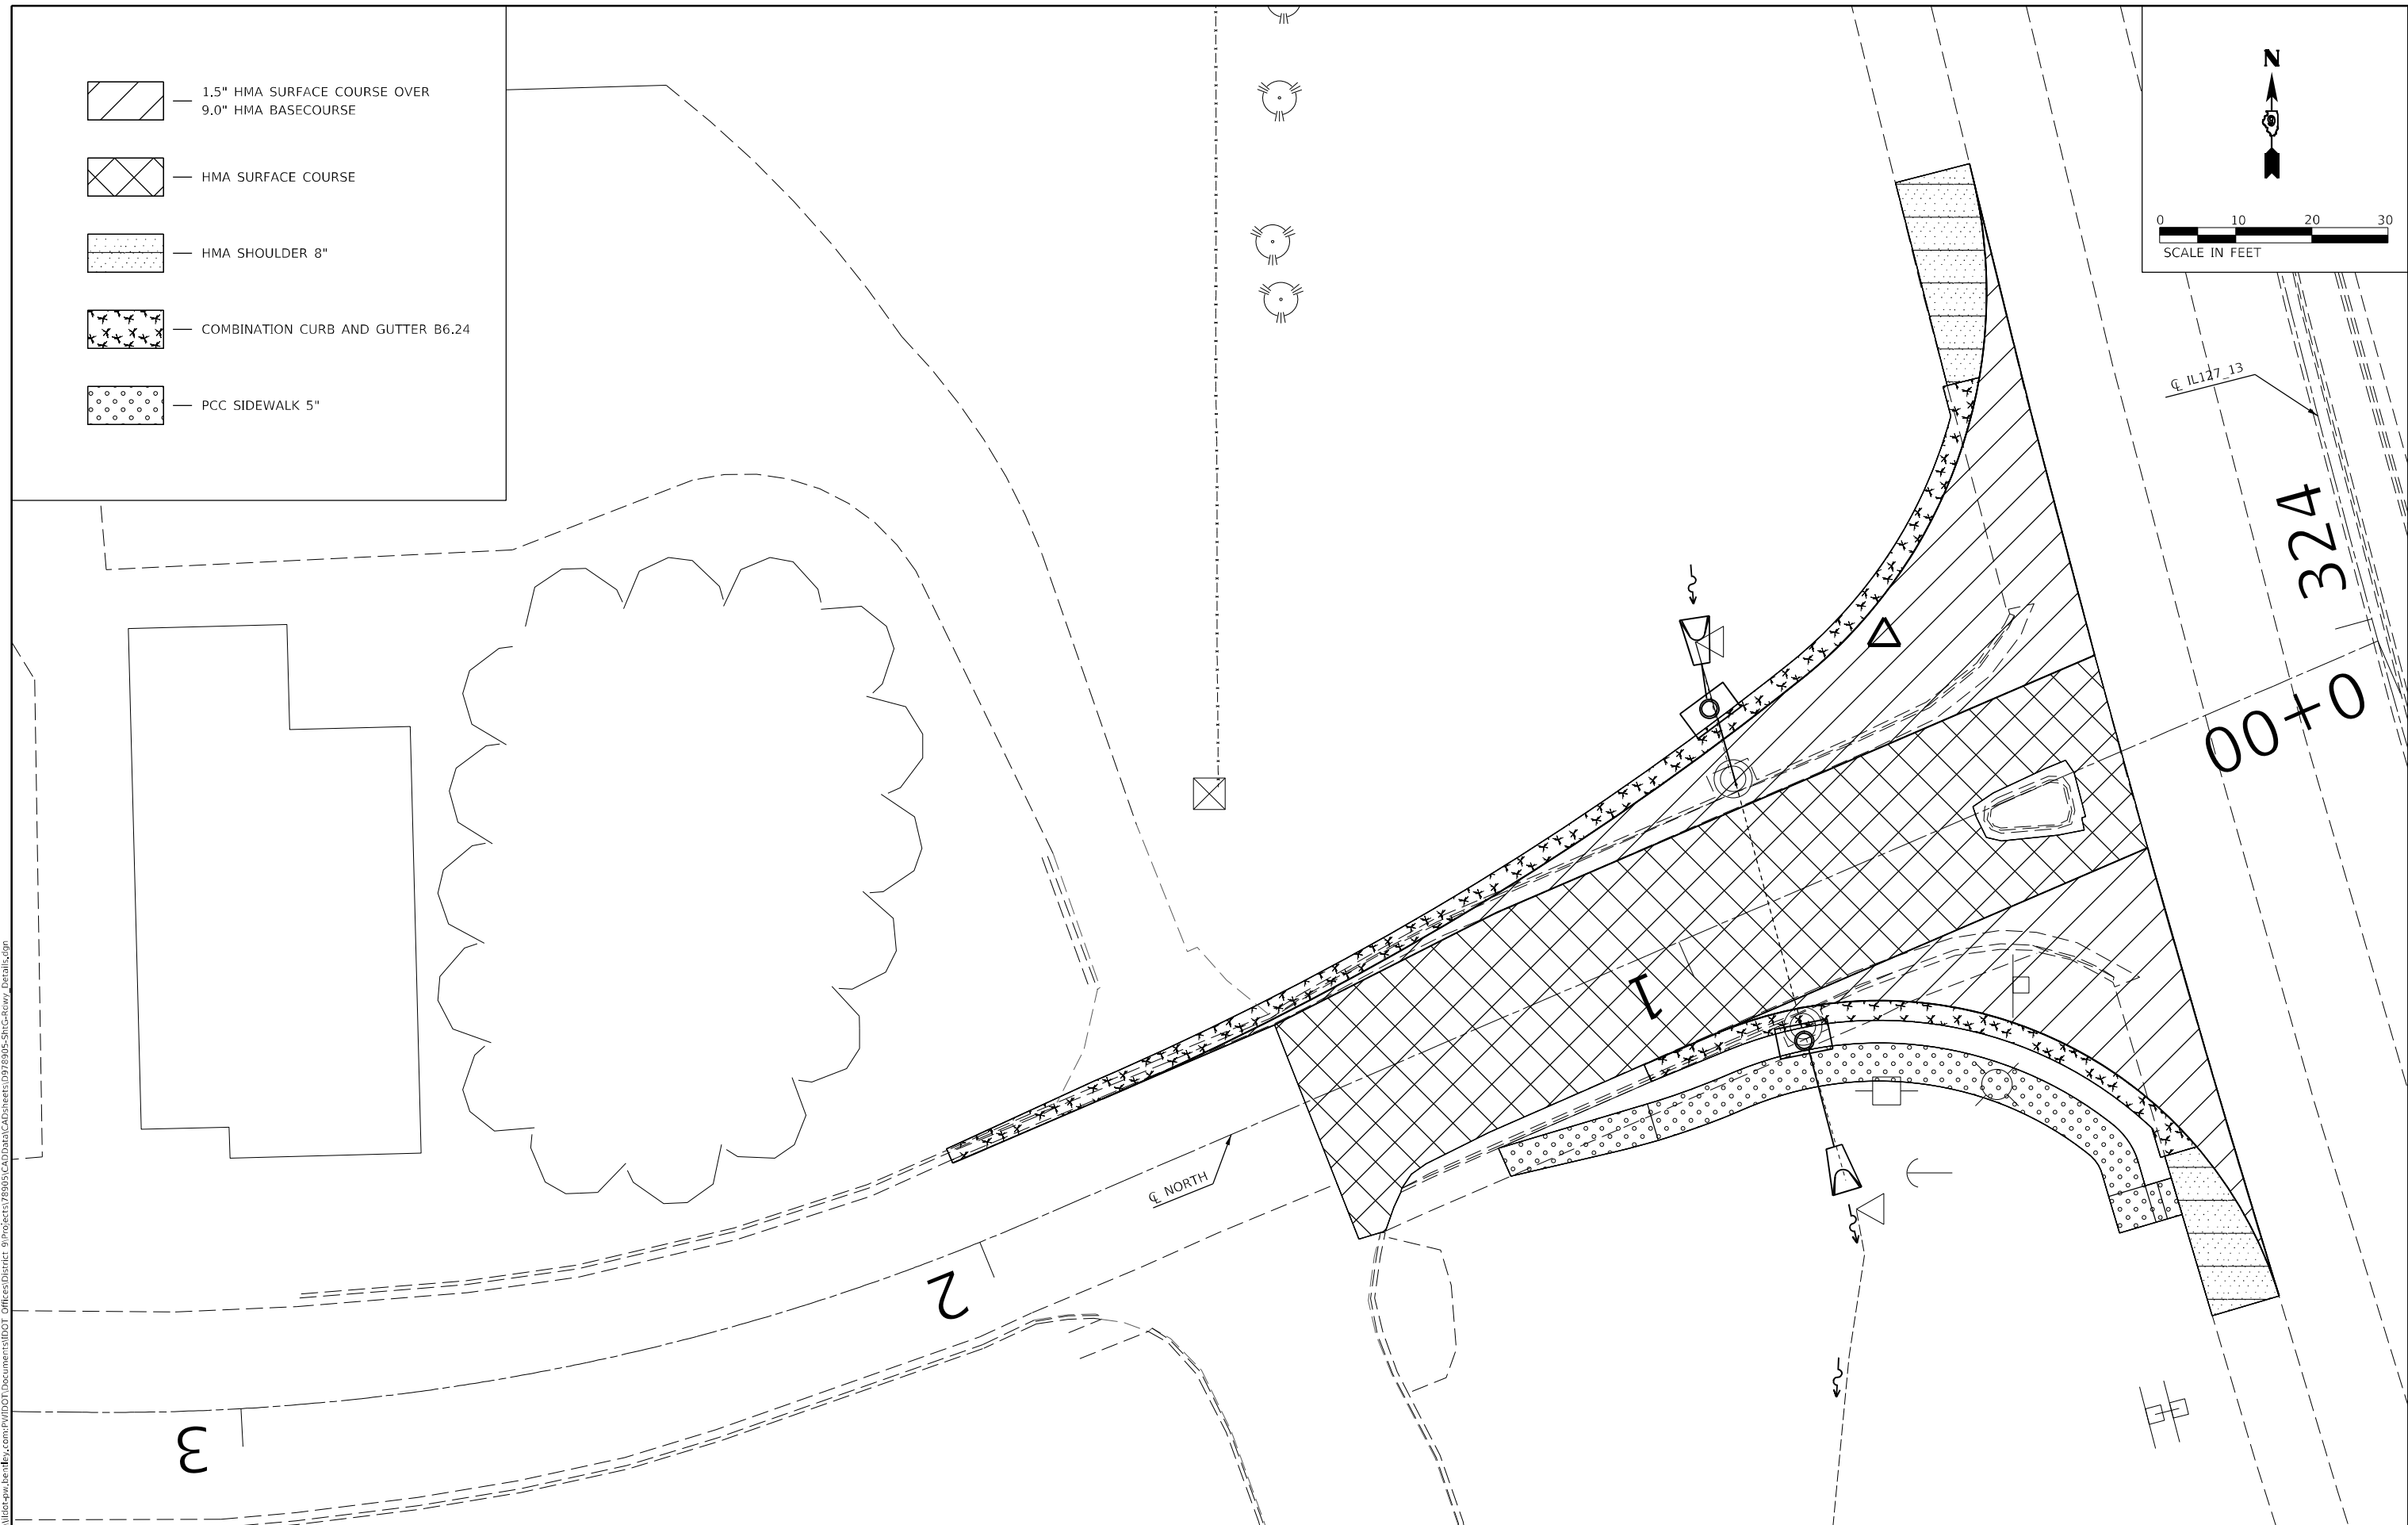 1.5" HMA SURFACE COURSE OVER
9.0" HMA BASECOURSE
HMA SURFACE COURSE
HMA SHOULDER 8"
COMBINATION CURB AND GUTTER B6.24
PCC SIDEWALK 5"
N
0 10 20 30
SCALE IN FEET
℄ IL127_13
324
0+00
1
℄ NORTH
2
3